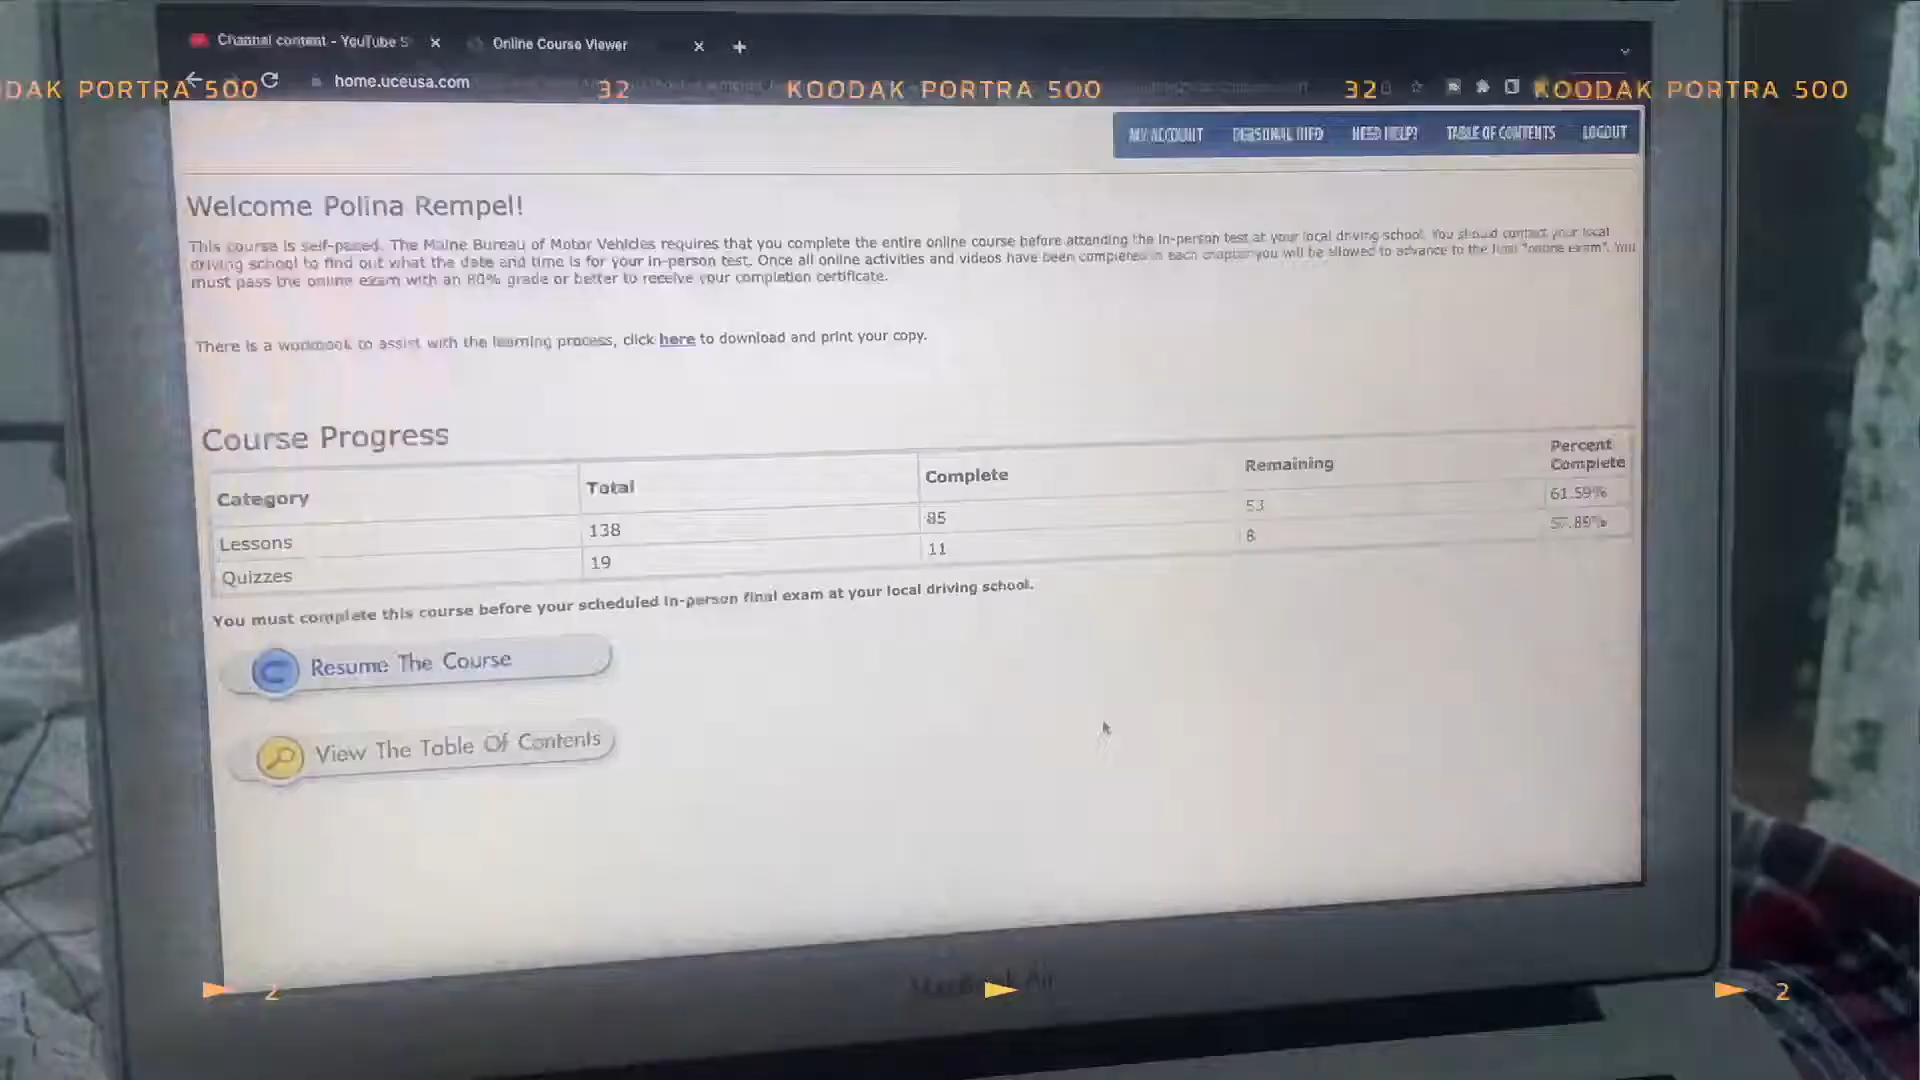 Channel content - YouTube S
Online Course Viewer
home.uceusa.com
DAK PORTRA 500 32 KOODAK PORTRA 500 32 KOODAK PORTRA 500
MY ACCOUNT PERSONAL INFO NEED HELP? TABLE OF CONTENTS LOGOUT
Welcome Polina Rempel!
This course is self-paced. The Maine Bureau of Motor Vehicles requires that you complete the entire online course before attending the in-person test at your local driving school. You should contact your local
driving school to find out what the date and time is for your in-person test. Once all online activities and videos have been completed in each chapter you will be allowed to advance to the final "online exam". You
must pass the online exam with an 80% grade or better to receive your completion certificate.
There is a workbook to assist with the learning process, click here to download and print your copy.
Course Progress
Category Total Complete Remaining Percent Complete
Lessons 138 85 53 61.59%
Quizzes 19 11 8 57.89%
You must complete this course before your scheduled in-person final exam at your local driving school.
Resume The Course
View The Table Of Contents
MacBook Air
2 2